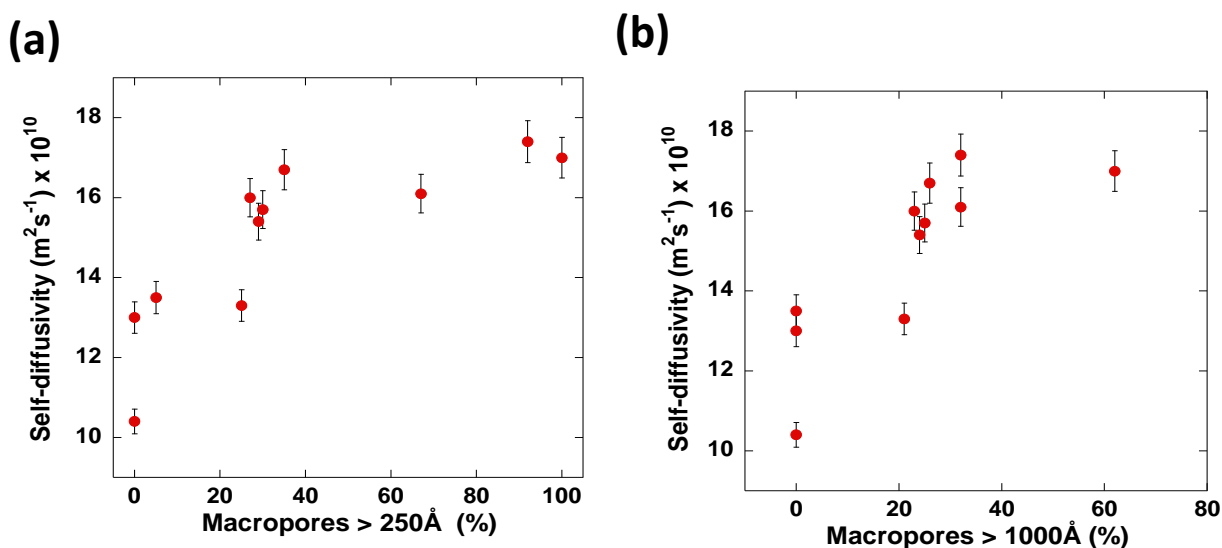 (a)
Self-diffusivity (m²s⁻¹) x 10¹⁰
18
16
14
12
10
0 20 40 60 80 100
Macropores > 250Å (%)
(b)
Self-diffusivity (m²s⁻¹) x 10¹⁰
18
16
14
12
10
0 20 40 60 80
Macropores > 1000Å (%)